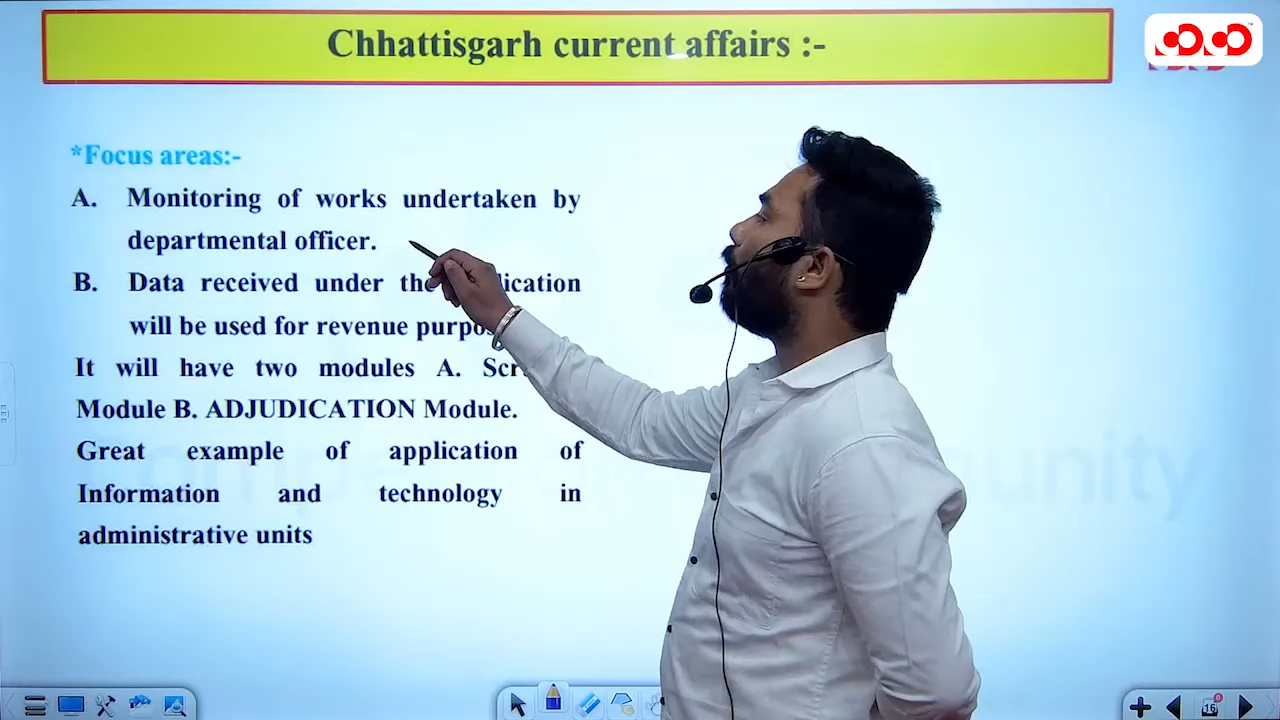 Chhattisgarh current affairs :-
*Focus areas:-
A. Monitoring of works undertaken by
departmental officer.
B. Data received under the
will be used for revenue
It will have two modules A.
Module B. ADJUDICATION Module.
Great example of application of
Information and technology in
administrative units
16